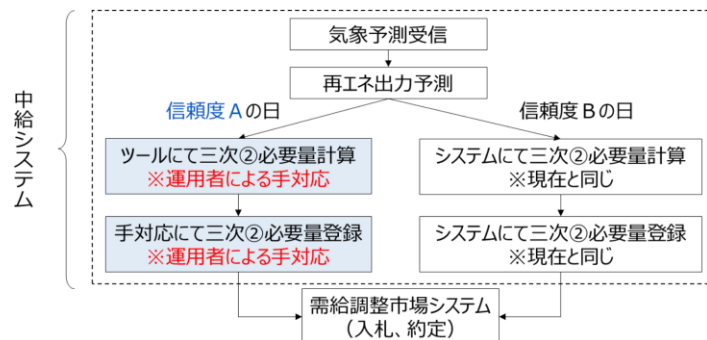 中給システム
気象予測受信
再エネ出力予測
信頼度Aの日
信頼度Bの日
ツールにて三次②必要量計算
※運用者による手対応
システムにて三次②必要量計算
※現在と同じ
手対応にて三次②必要量登録
※運用者による手対応
システムにて三次②必要量登録
※現在と同じ
需給調整市場システム
（入札、約定）